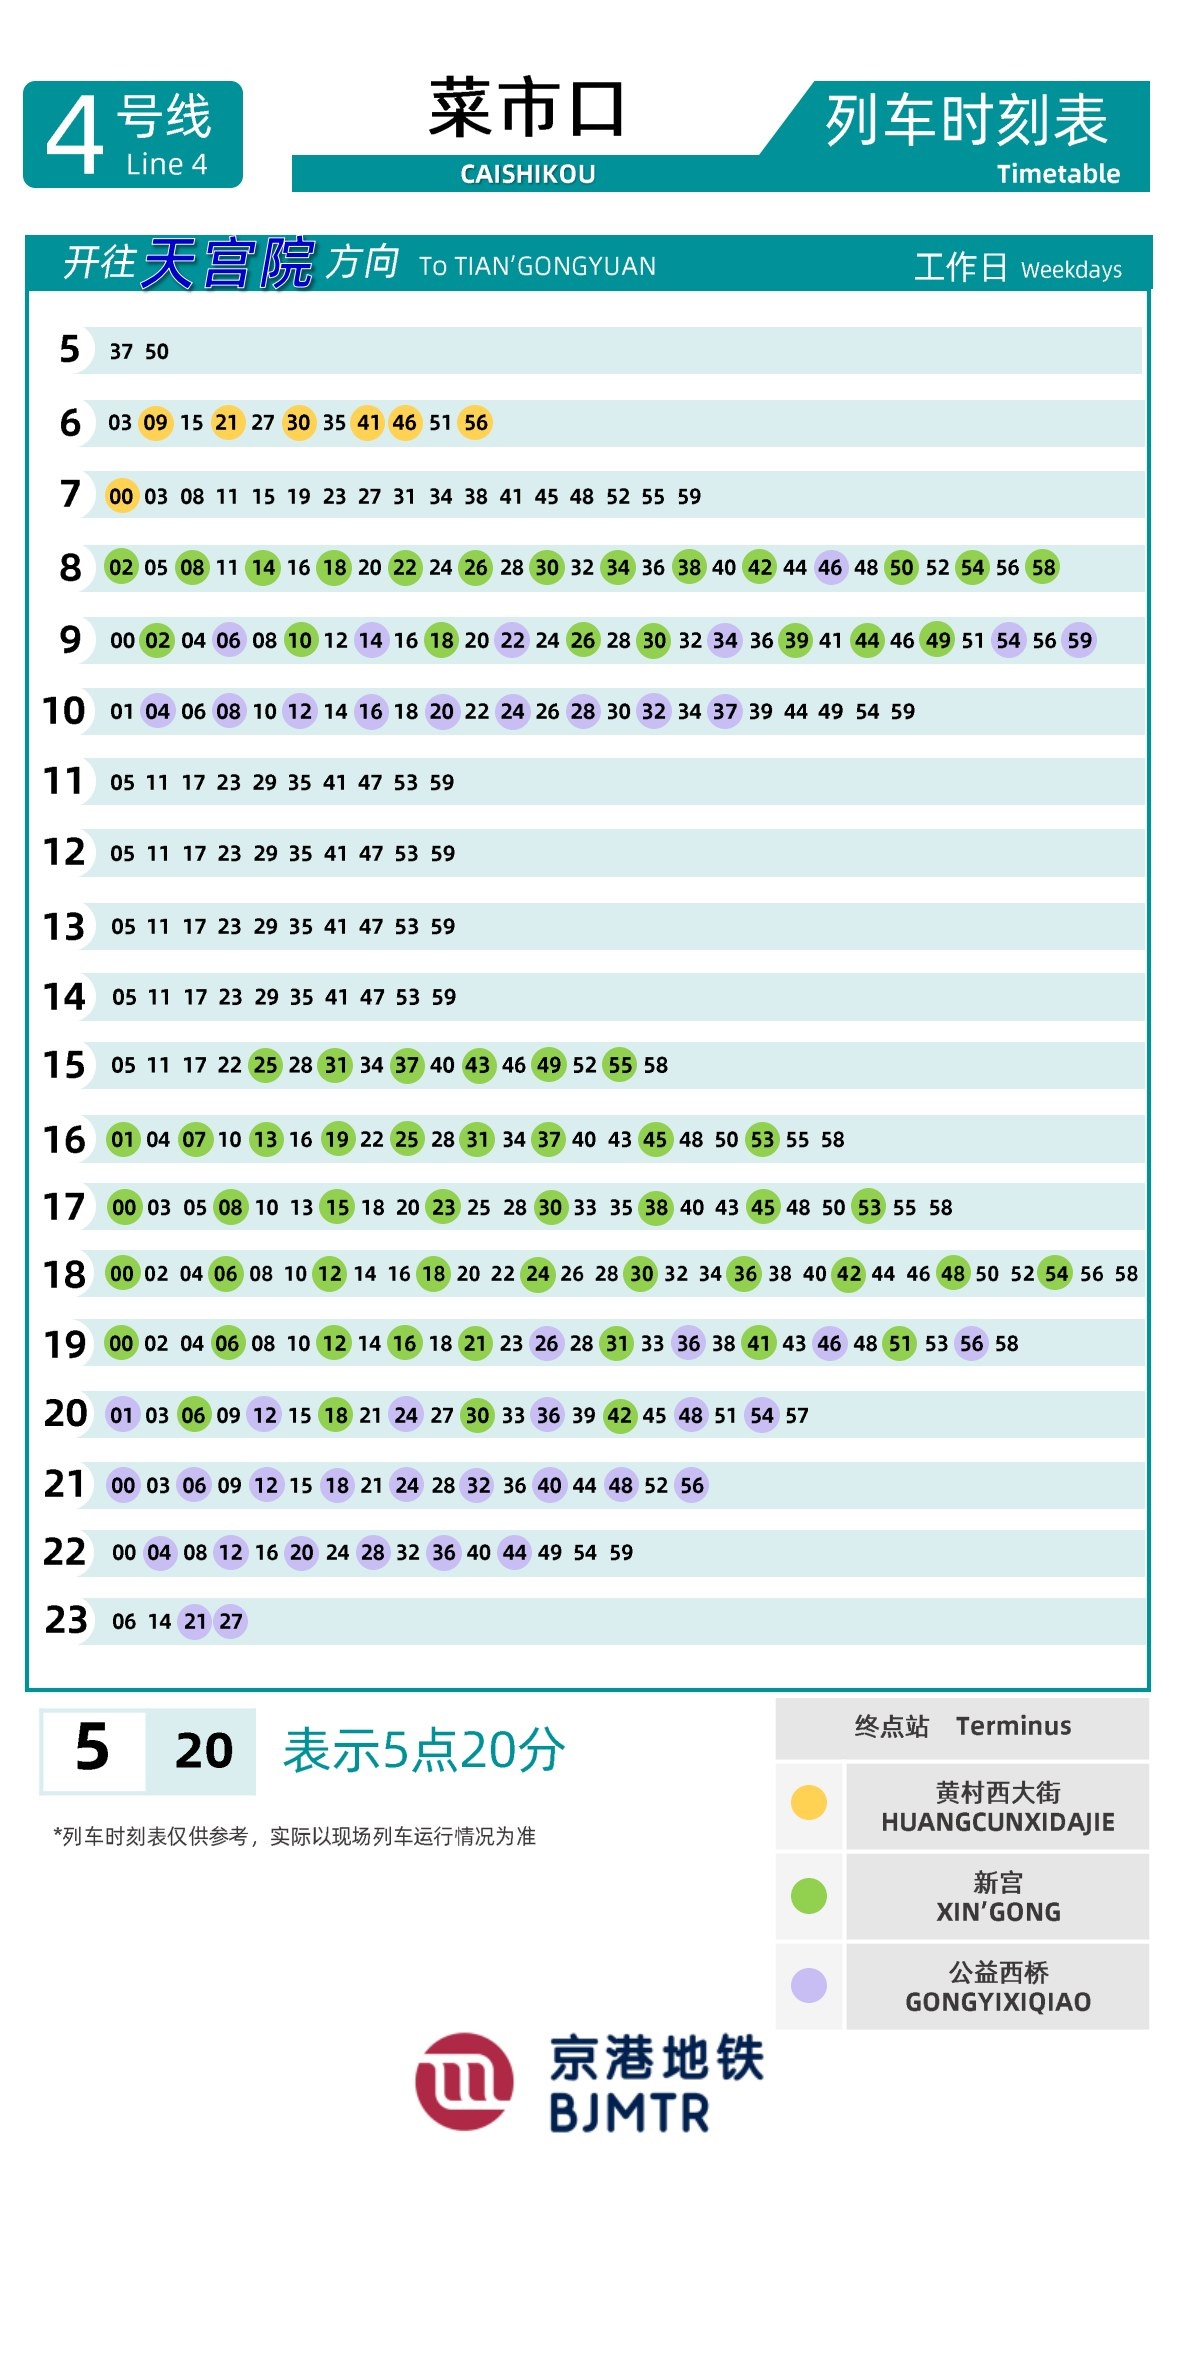 4 号线
Line 4
菜市口
CAISHIKOU
列车时刻表
Timetable
开往天宫院方向 To TIAN’GONGYUAN 工作日 Weekdays
5 37 50
6 03 09 15 21 27 30 35 41 46 51 56
7 00 03 08 11 15 19 23 27 31 34 38 41 45 48 52 55 59
8 02 05 08 11 14 16 18 20 22 24 26 28 30 32 34 36 38 40 42 44 46 48 50 52 54 56 58
9 00 02 04 06 08 10 12 14 16 18 20 22 24 26 28 30 32 34 36 39 41 44 46 49 51 54 56 59
10 01 04 06 08 10 12 14 16 18 20 22 24 26 28 30 32 34 37 39 44 49 54 59
11 05 11 17 23 29 35 41 47 53 59
12 05 11 17 23 29 35 41 47 53 59
13 05 11 17 23 29 35 41 47 53 59
14 05 11 17 23 29 35 41 47 53 59
15 05 11 17 22 25 28 31 34 37 40 43 46 49 52 55 58
16 01 04 07 10 13 16 19 22 25 28 31 34 37 40 43 45 48 50 53 55 58
17 00 03 05 08 10 13 15 18 20 23 25 28 30 33 35 38 40 43 45 48 50 53 55 58
18 00 02 04 06 08 10 12 14 16 18 20 22 24 26 28 30 32 34 36 38 40 42 44 46 48 50 52 54 56 58
19 00 02 04 06 08 10 12 14 16 18 21 23 26 28 31 33 36 38 41 43 46 48 51 53 56 58
20 01 03 06 09 12 15 18 21 24 27 30 33 36 39 42 45 48 51 54 57
21 00 03 06 09 12 15 18 21 24 28 32 36 40 44 48 52 56
22 00 04 08 12 16 20 24 28 32 36 40 44 49 54 59
23 06 14 21 27
5 20 表示5点20分
*列车时刻表仅供参考，实际以现场列车运行情况为准
终点站 Terminus
黄村西大街
HUANGCUNXIDAJIE
新宫
XIN’GONG
公益西桥
GONGYIXIQIAO
京港地铁
BJMTR